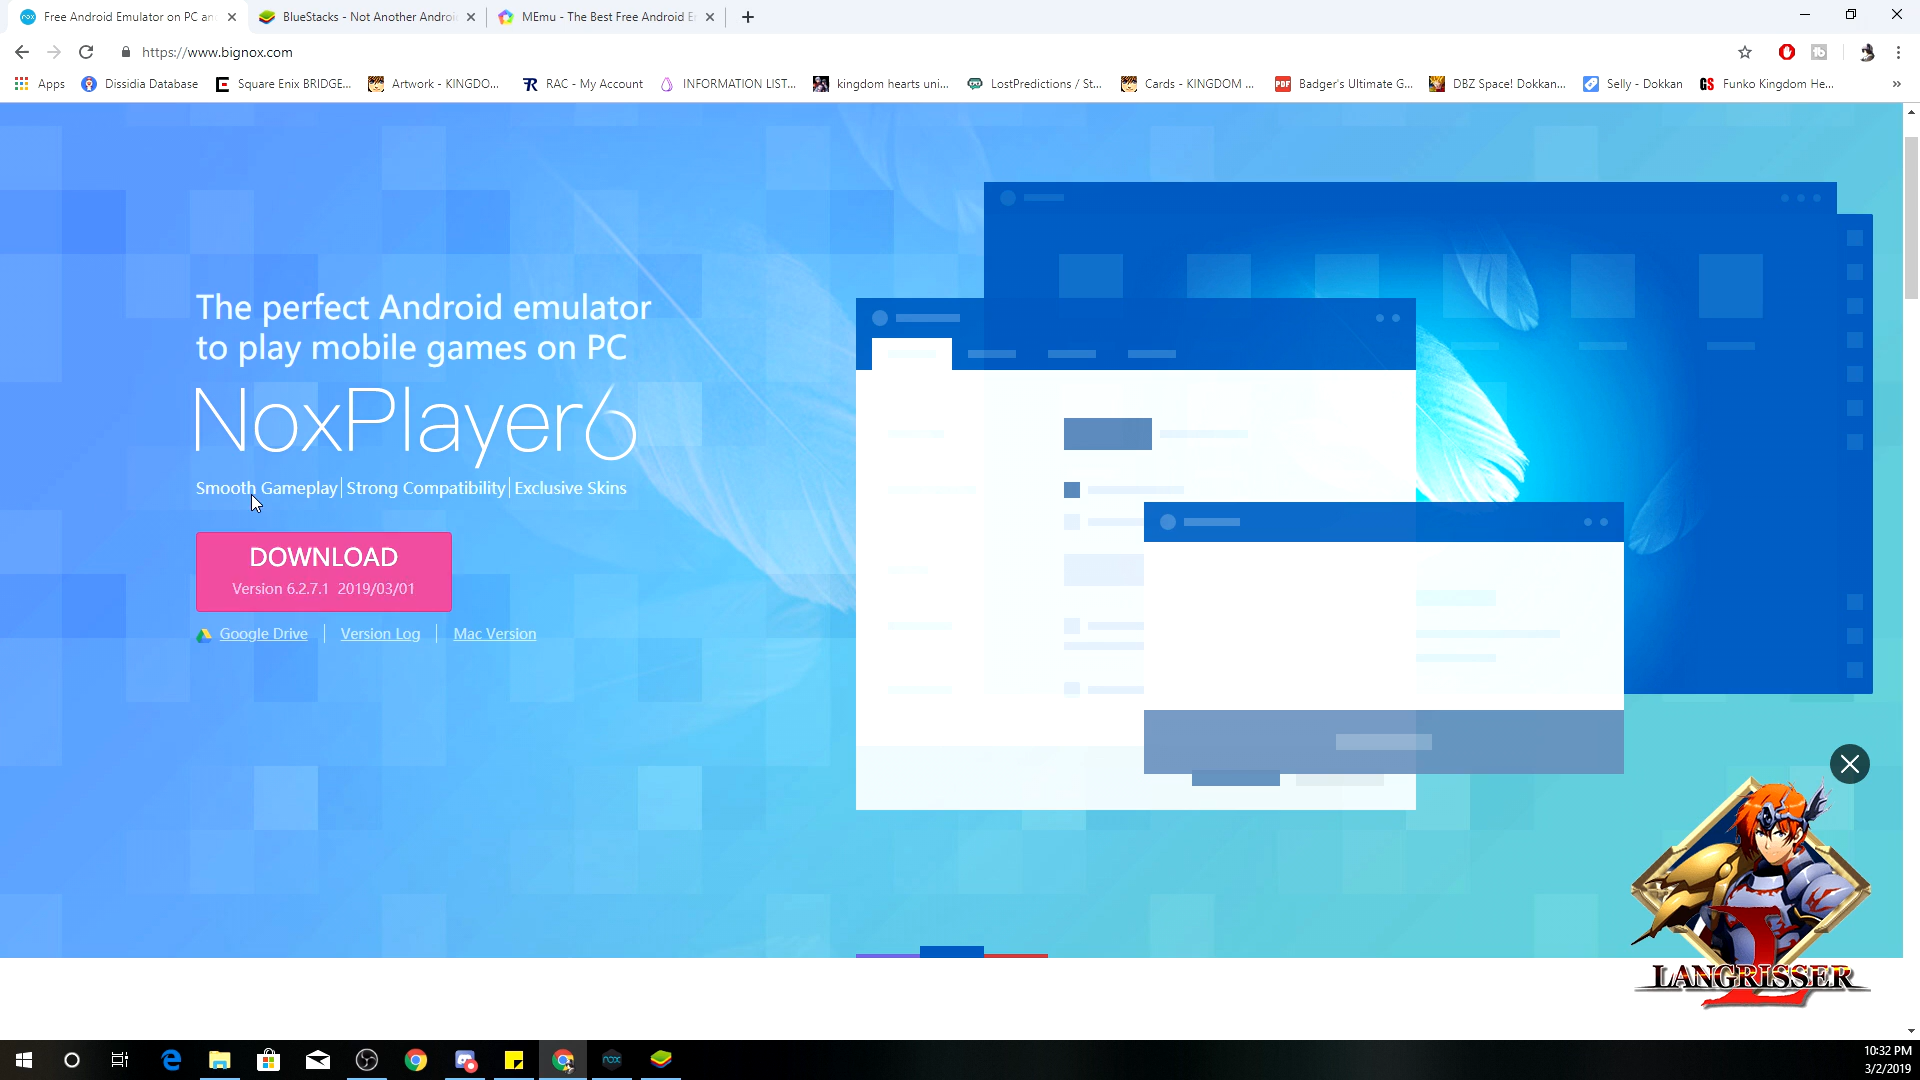 Free Android Emulator on PC an
BlueStacks - Not Another Androi
MEmu - The Best Free Android E
https://www.bignox.com
Apps
Dissidia Database
Square Enix BRIDGE...
Artwork - KINGDO...
RAC - My Account
INFORMATION LIST...
kingdom hearts uni...
LostPredictions / St...
Cards - KINGDOM ...
Badger's Ultimate G...
DBZ Space! Dokkan...
Selly - Dokkan
Funko Kingdom He...
The perfect Android emulator
to play mobile games on PC
NoxPlayer6
Smooth Gameplay | Strong Compatibility | Exclusive Skins
DOWNLOAD
Version 6.2.7.1 2019/03/01
Google Drive | Version Log | Mac Version
LANGRISSER
10:32 PM
3/2/2019